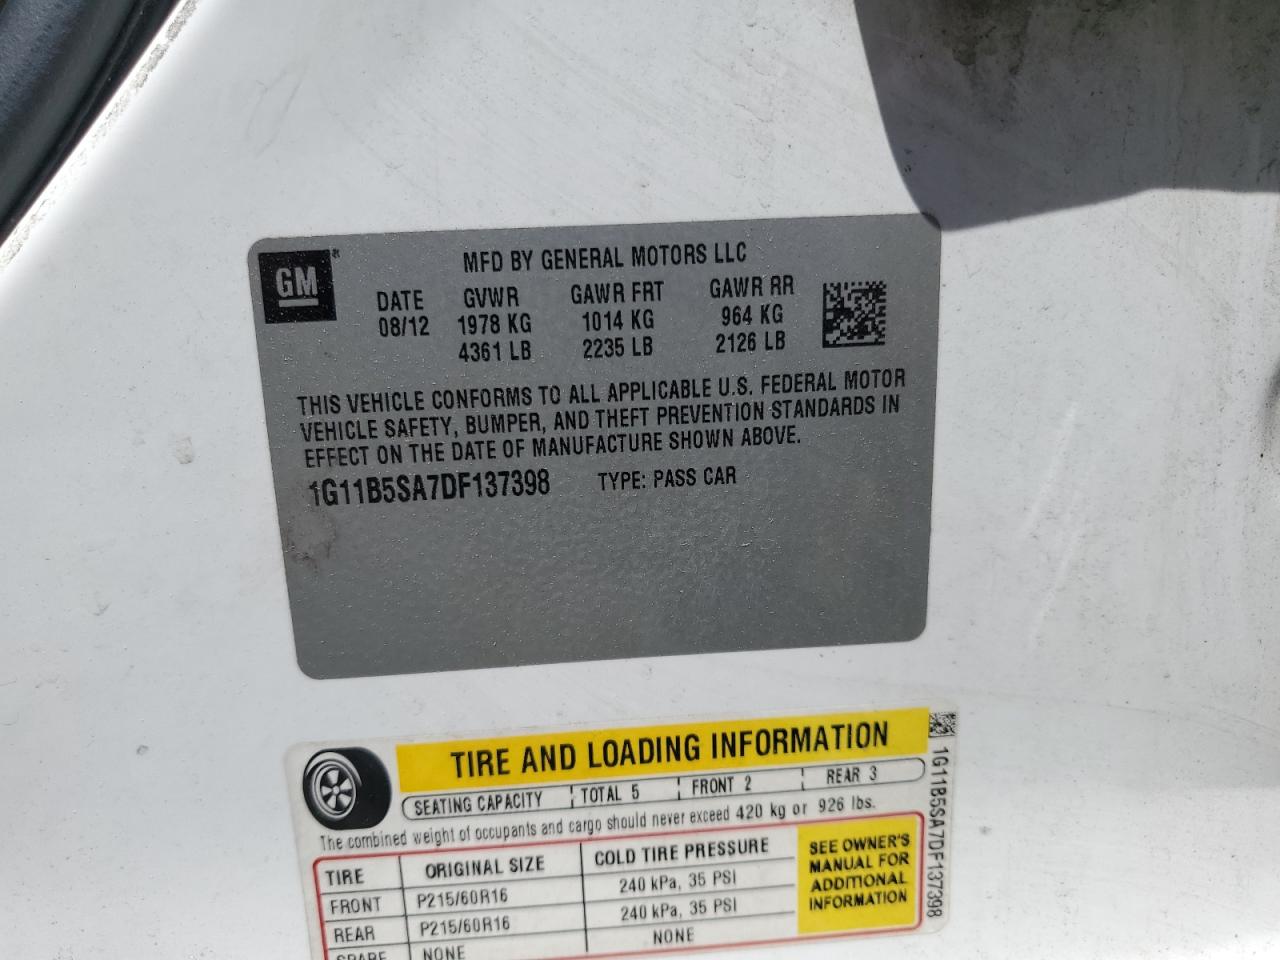 GM®
MFD BY GENERAL MOTORS LLC
DATE GVWR GAWR FRT GAWR RR
08/12 1978 KG 1014 KG 964 KG
4361 LB 2235 LB 2126 LB
THIS VEHICLE CONFORMS TO ALL APPLICABLE U.S. FEDERAL MOTOR
VEHICLE SAFETY, BUMPER, AND THEFT PREVENTION STANDARDS IN
EFFECT ON THE DATE OF MANUFACTURE SHOWN ABOVE.
1G11B5SA7DF137398 TYPE: PASS CAR
TIRE AND LOADING INFORMATION
SEATING CAPACITY TOTAL 5 FRONT 2 REAR 3
The combined weight of occupants and cargo should never exceed 420 kg or 926 lbs.
TIRE ORIGINAL SIZE COLD TIRE PRESSURE
FRONT P215/60R16 240 kPa, 35 PSI
REAR P215/60R16 240 kPa, 35 PSI
SPARE NONE NONE
SEE OWNER'S
MANUAL FOR
ADDITIONAL
INFORMATION
1G11B5SA7DF137398